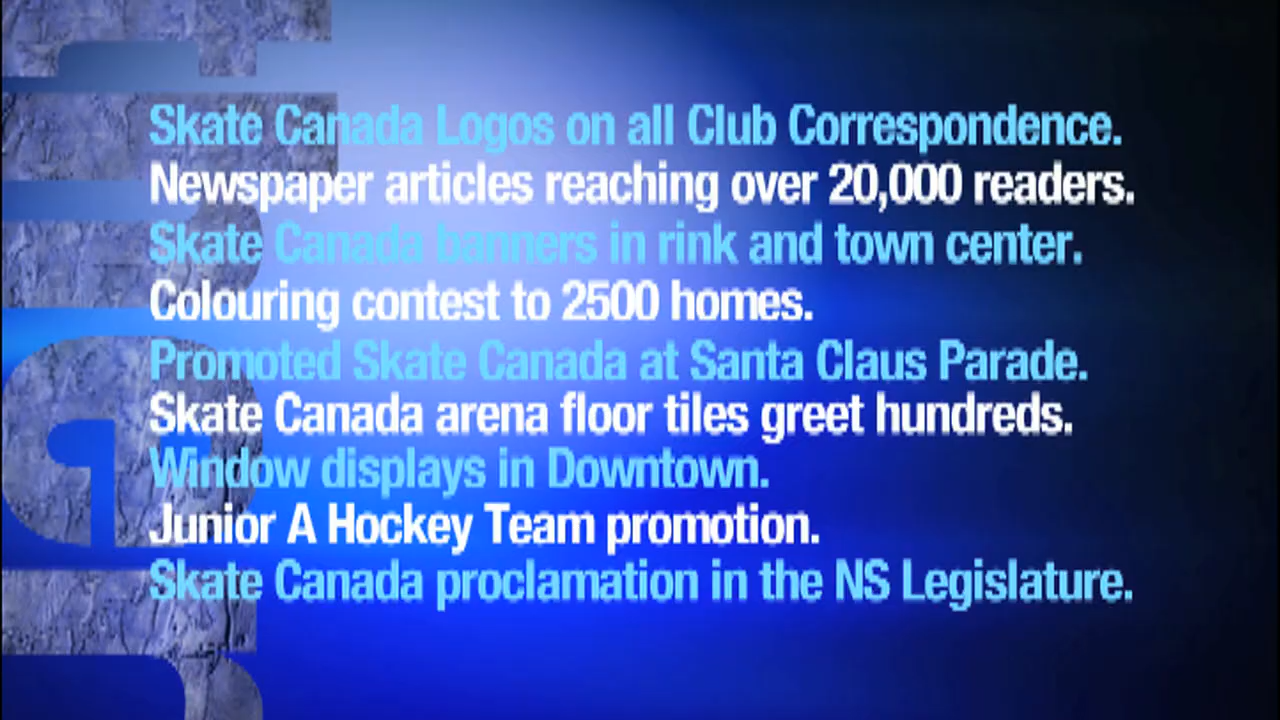 Skate Canada Logos on all Club Correspondence.
Newspaper articles reaching over 20,000 readers.
Skate Canada banners in rink and town center.
Colouring contest to 2500 homes.
Promoted Skate Canada at Santa Claus Parade.
Skate Canada arena floor tiles greet hundreds.
Window displays in Downtown.
Junior A Hockey Team promotion.
Skate Canada proclamation in the NS Legislature.